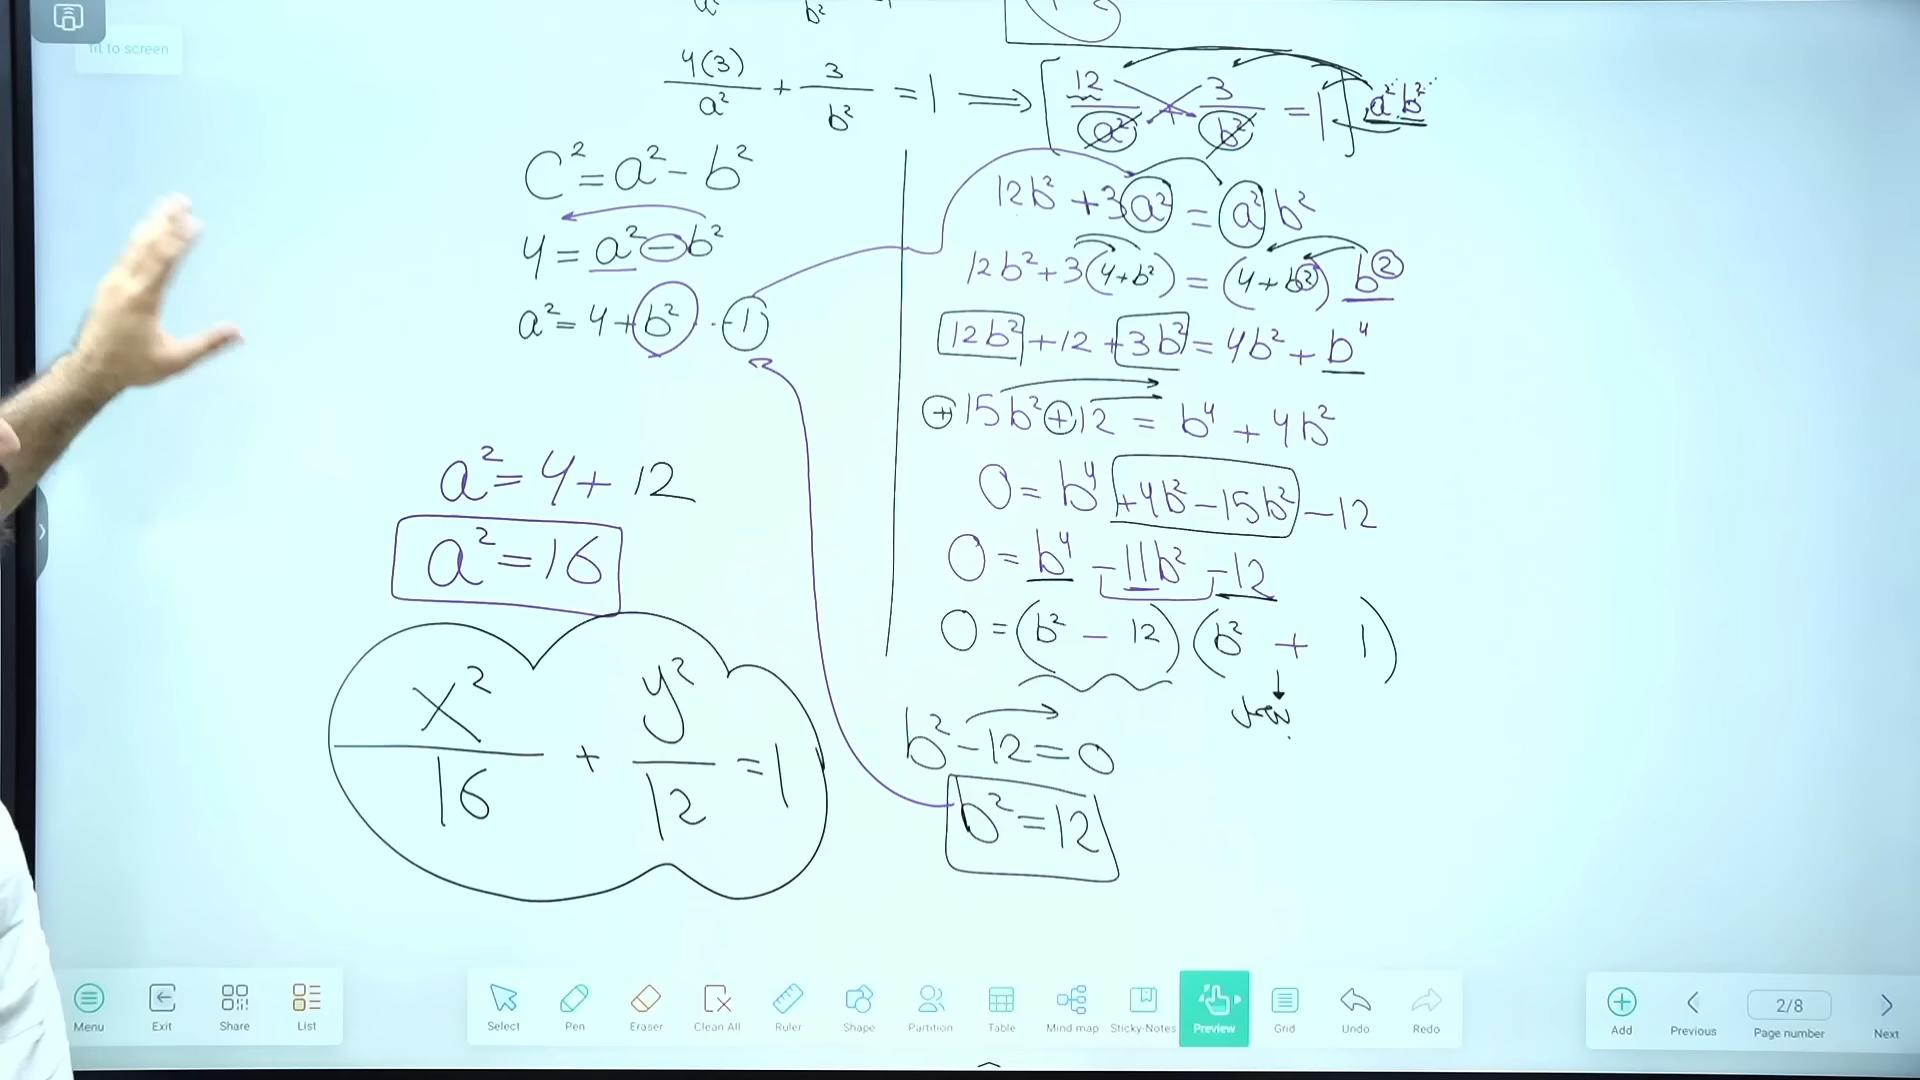 fit to screen
4(3)/a² + 3/b² = 1 ⟹ [12/a² + 3/b² = 1] a²b²
C² = a² - b²
4 = a² - b²
a² = 4 + b² · -1
a² = 4 + 12
a² = 16
x²/16 + y²/12 = 1
12b² + 3a² = a² b²
12b² + 3(4+b²) = (4+b²) b²
12b² + 12 + 3b² = 4b² + b⁴
+15b² + 12 = b⁴ + 4b²
0 = b⁴ + 4b² - 15b² - 12
0 = b⁴ - 11b² - 12
0 = (b² - 12)(b² + 1)
b² - 12 = 0
b² = 12
Menu Exit Share List
Select Pen Eraser Clean All Ruler Shape Partition Table Mind map Sticky-Notes Preview Grid Undo Redo
Add Previous 2/8 Page number Next